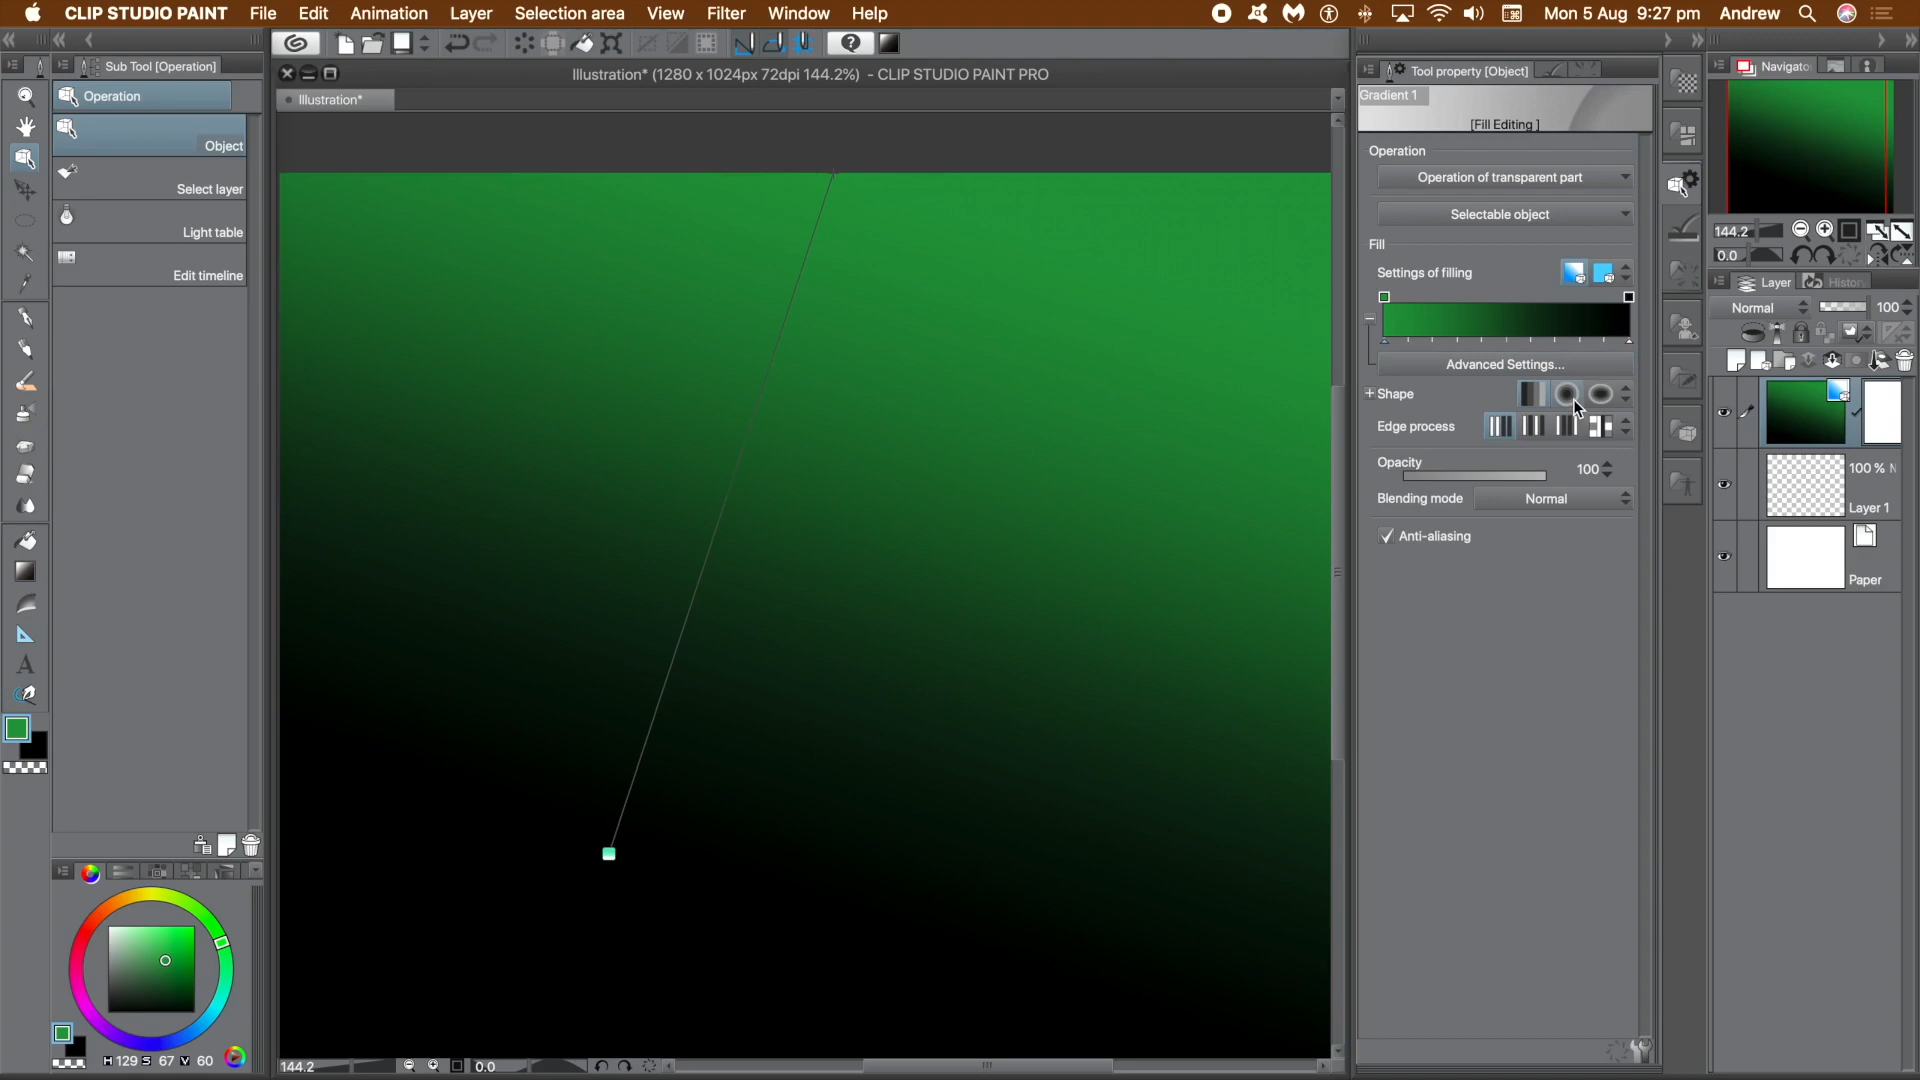 CLIP STUDIO PAINT File Edit Animation Layer Selection area View Filter Window Help Mon 5 Aug 9:27 pm Andrew
Sub Tool [Operation]
Operation
Object
Select layer
Light table
Edit timeline
H 129 S 67 V 60
Illustration* (1280 x 1024px 72dpi 144.2%) - CLIP STUDIO PAINT PRO
Illustration*
144.2 0.0
Tool property [Object]
Gradient 1
[Fill Editing ]
Operation
Operation of transparent part
Selectable object
Fill
Settings of filling
Advanced Settings...
Shape
Edge process
Opacity 100
Blending mode Normal
Anti-aliasing
Navigato
144.2
0.0
Layer History
Normal 100
100 % N
Layer 1
Paper